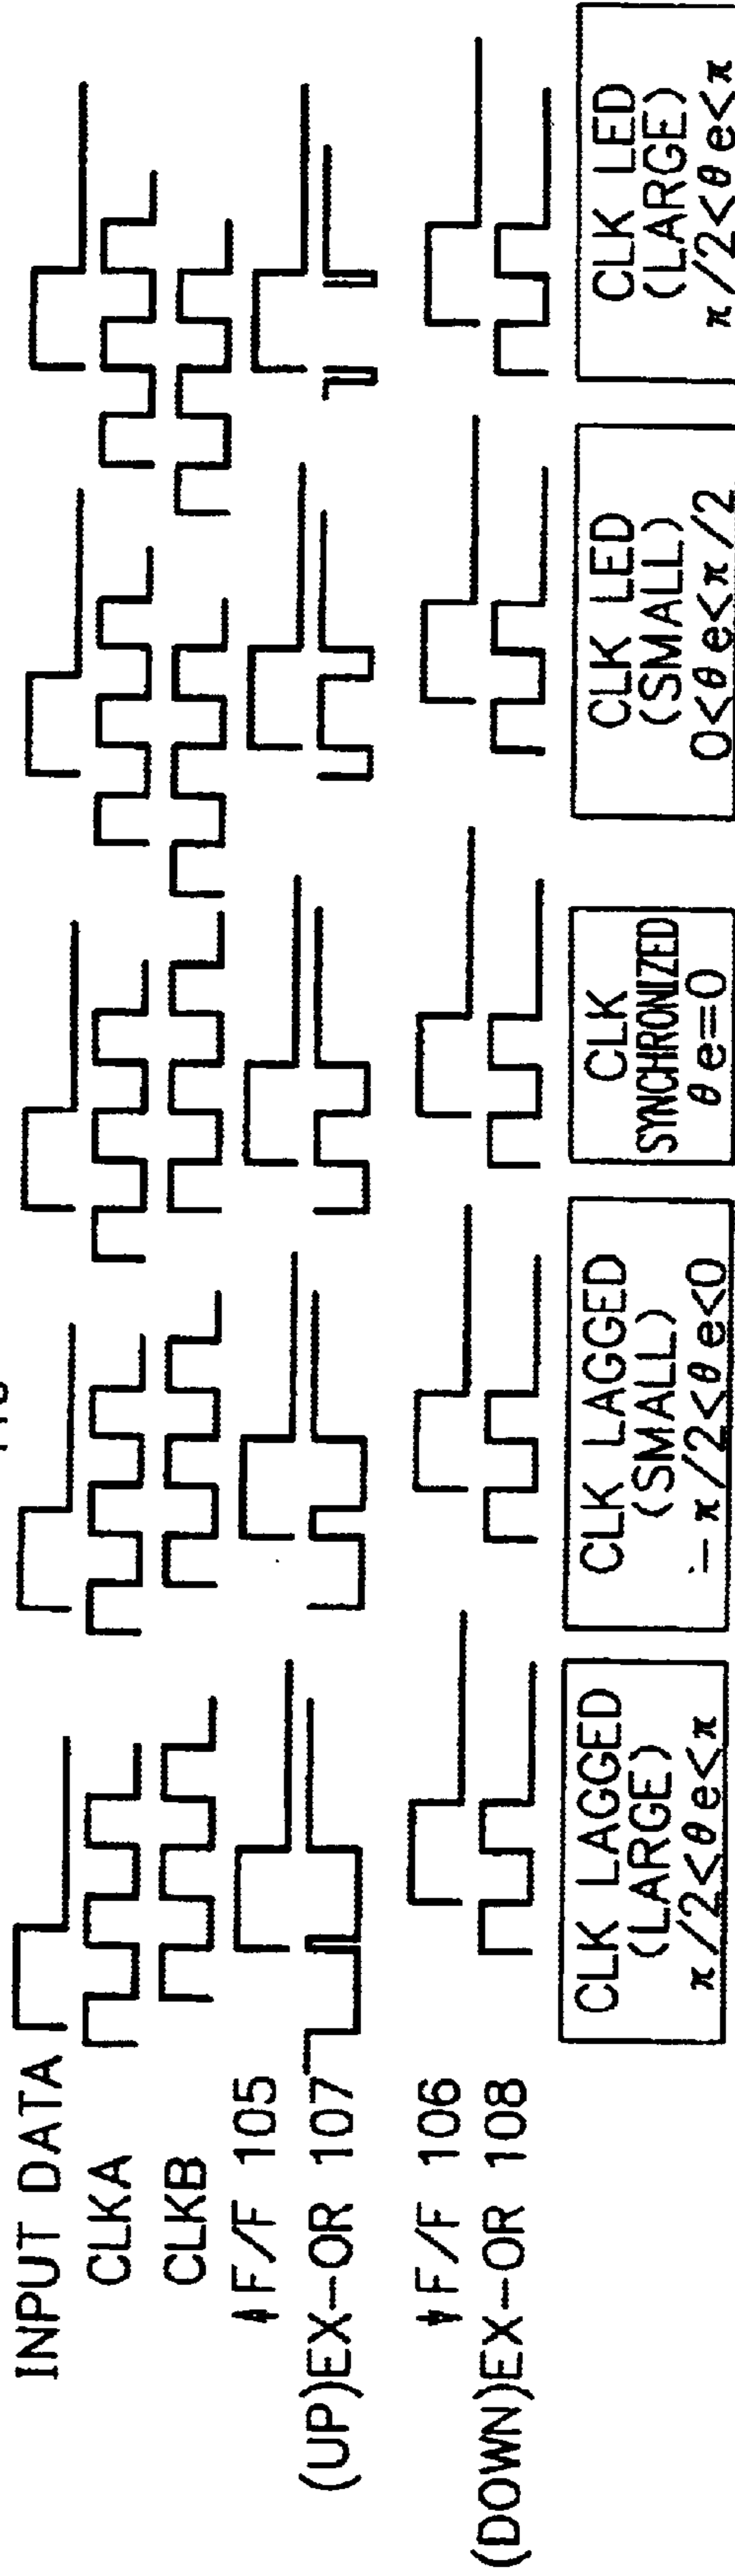 INPUT DATA
CLKA
CLKB
F/F 105
(UP)EX-OR 107
F/F 106
(DOWN)EX-OR 108
CLK LAGGED
(LARGE)
π/2<θe<π
CLK LAGGED
(SMALL)
-π/2<θe<0
CLK
SYNCHRONIZED
θe=0
CLK LED
(SMALL)
0<θe<π/2
CLK LED
(LARGE)
π/2<θe<π